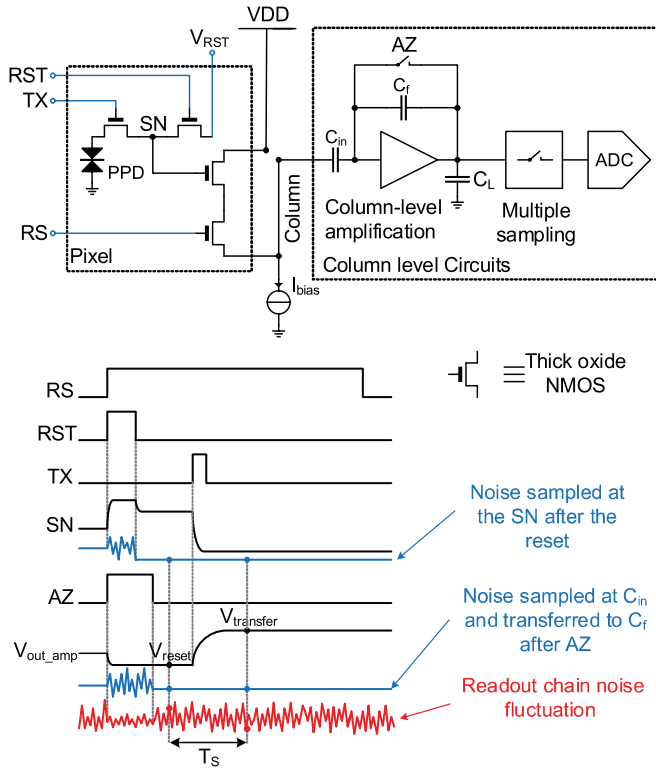 VDD
V_RST
AZ
RST
C_f
TX
SN
C_in
PPD
C_L
ADC
Column
RS
Pixel
Column-level
amplification
Multiple
sampling
Column level Circuits
I_bias
Thick oxide
NMOS
RS
RST
TX
SN
Noise sampled at
the SN after the
reset
AZ
V_transfer
Noise sampled at C_in
and transferred to C_f
after AZ
V_out_amp
V_reset
Readout chain noise
fluctuation
T_S